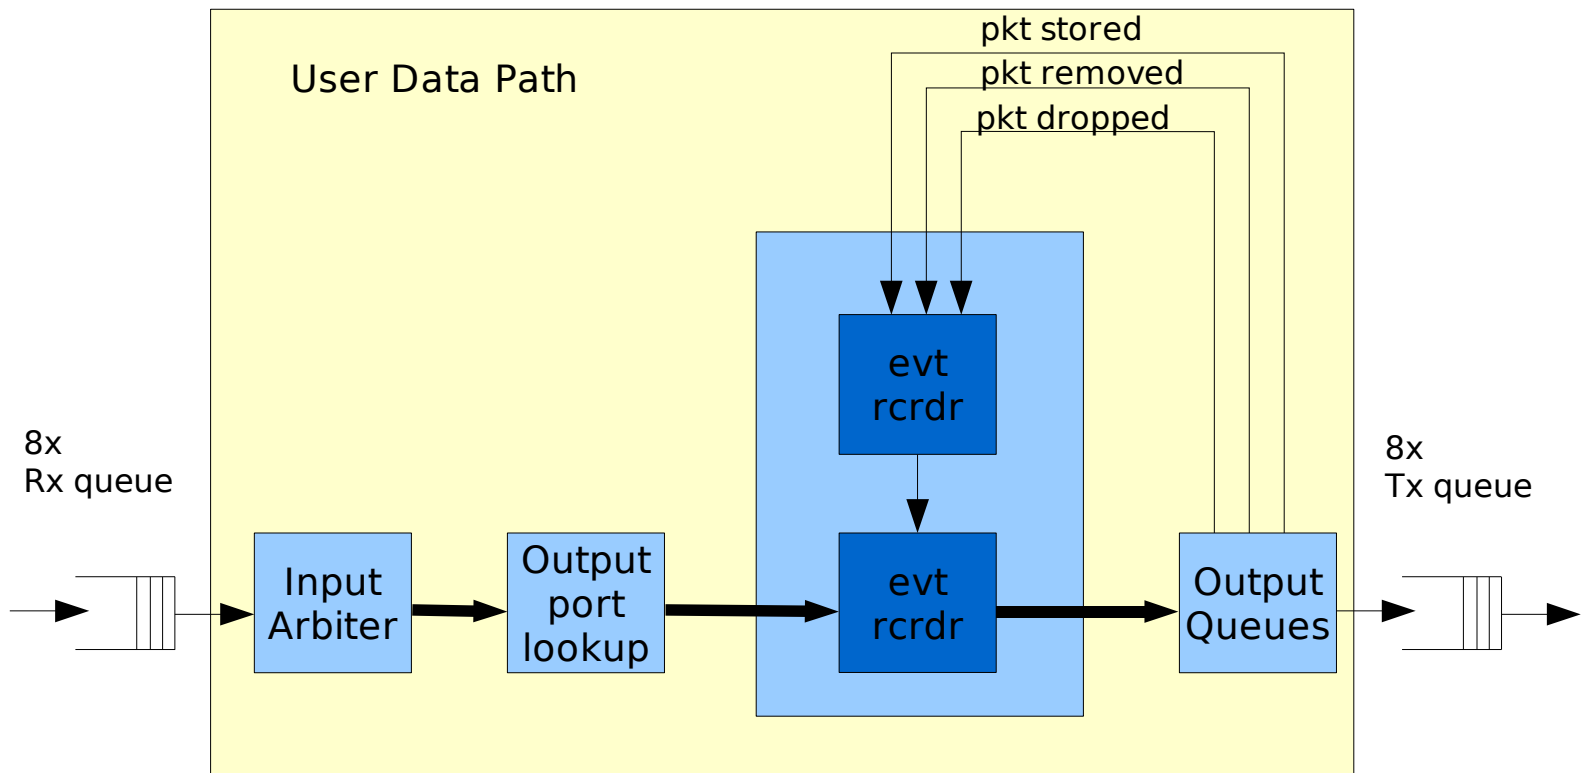 pkt stored
User Data Path
pkt removed
pkt dropped
evt
rcrdr
8x
Rx queue
8x
Tx queue
Input
Arbiter
Output
port
lookup
evt
rcrdr
Output
Queues